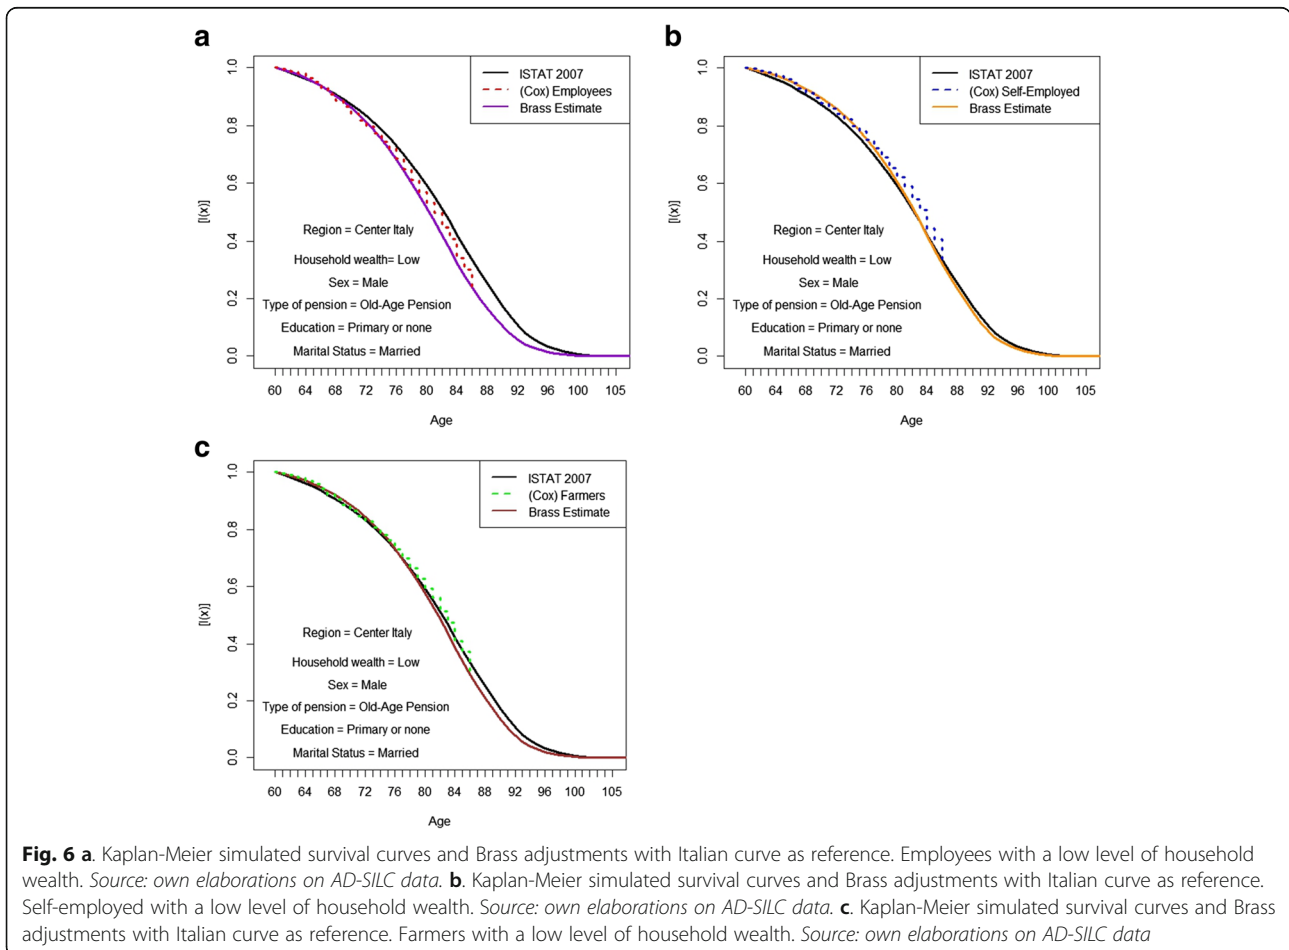 a
ISTAT 2007
(Cox) Employees
Brass Estimate
[l(x)]
1.0
0.8
0.6
0.4
0.2
0.0
Region = Center Italy
Household wealth= Low
Sex = Male
Type of pension = Old-Age Pension
Education = Primary or none
Marital Status = Married
60 64 68 72 76 80 84 88 92 96 100 105
Age
b
ISTAT 2007
(Cox) Self-Employed
Brass Estimate
[l(x)]
1.0
0.8
0.6
0.4
0.2
0.0
Region = Center Italy
Household wealth = Low
Sex = Male
Type of pension = Old-Age Pension
Education = Primary or none
Marital Status = Married
60 64 68 72 76 80 84 88 92 96 100 105
Age
c
ISTAT 2007
(Cox) Farmers
Brass Estimate
[l(x)]
1.0
0.8
0.6
0.4
0.2
0.0
Region = Center Italy
Household wealth = Low
Sex = Male
Type of pension = Old-Age Pension
Education = Primary or none
Marital Status = Married
60 64 68 72 76 80 84 88 92 96 100 105
Age
Fig. 6 a. Kaplan-Meier simulated survival curves and Brass adjustments with Italian curve as reference. Employees with a low level of household
wealth. Source: own elaborations on AD-SILC data. b. Kaplan-Meier simulated survival curves and Brass adjustments with Italian curve as reference.
Self-employed with a low level of household wealth. Source: own elaborations on AD-SILC data. c. Kaplan-Meier simulated survival curves and Brass
adjustments with Italian curve as reference. Farmers with a low level of household wealth. Source: own elaborations on AD-SILC data